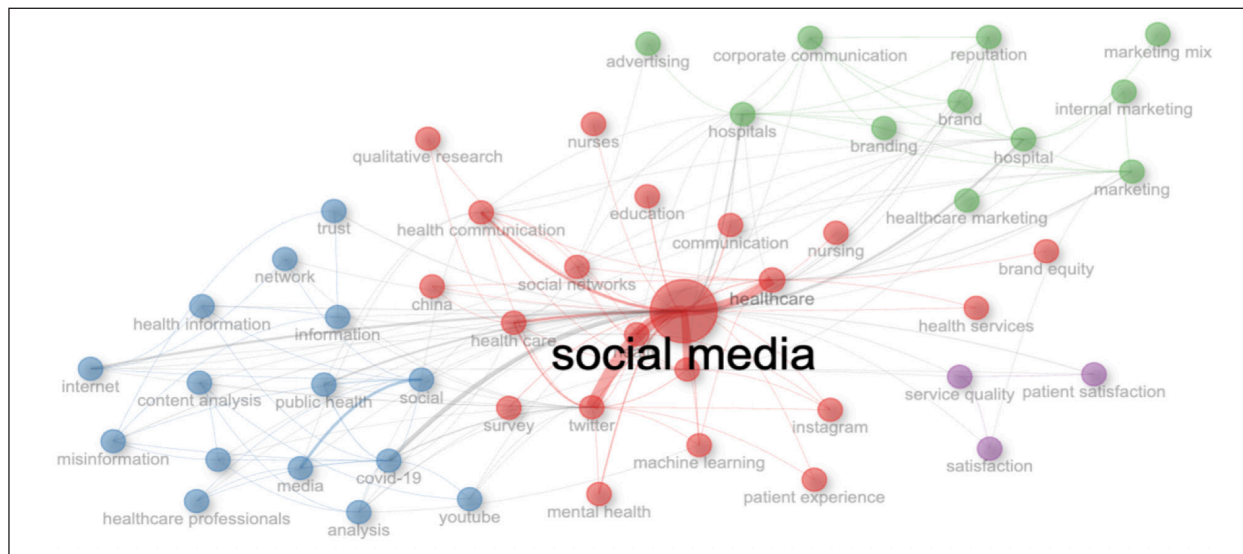 advertising
corporate communication
reputation
marketing mix
internal marketing
brand
hospitals
branding
hospital
nurses
qualitative research
marketing
education
healthcare marketing
trust
health communication
communication
nursing
network
social networks
brand equity
china
healthcare
health information
information
health care
health services
social media
internet
content analysis
public health
social
service quality
patient satisfaction
survey
twitter
instagram
misinformation
media
covid-19
machine learning
satisfaction
patient experience
healthcare professionals
analysis
youtube
mental health